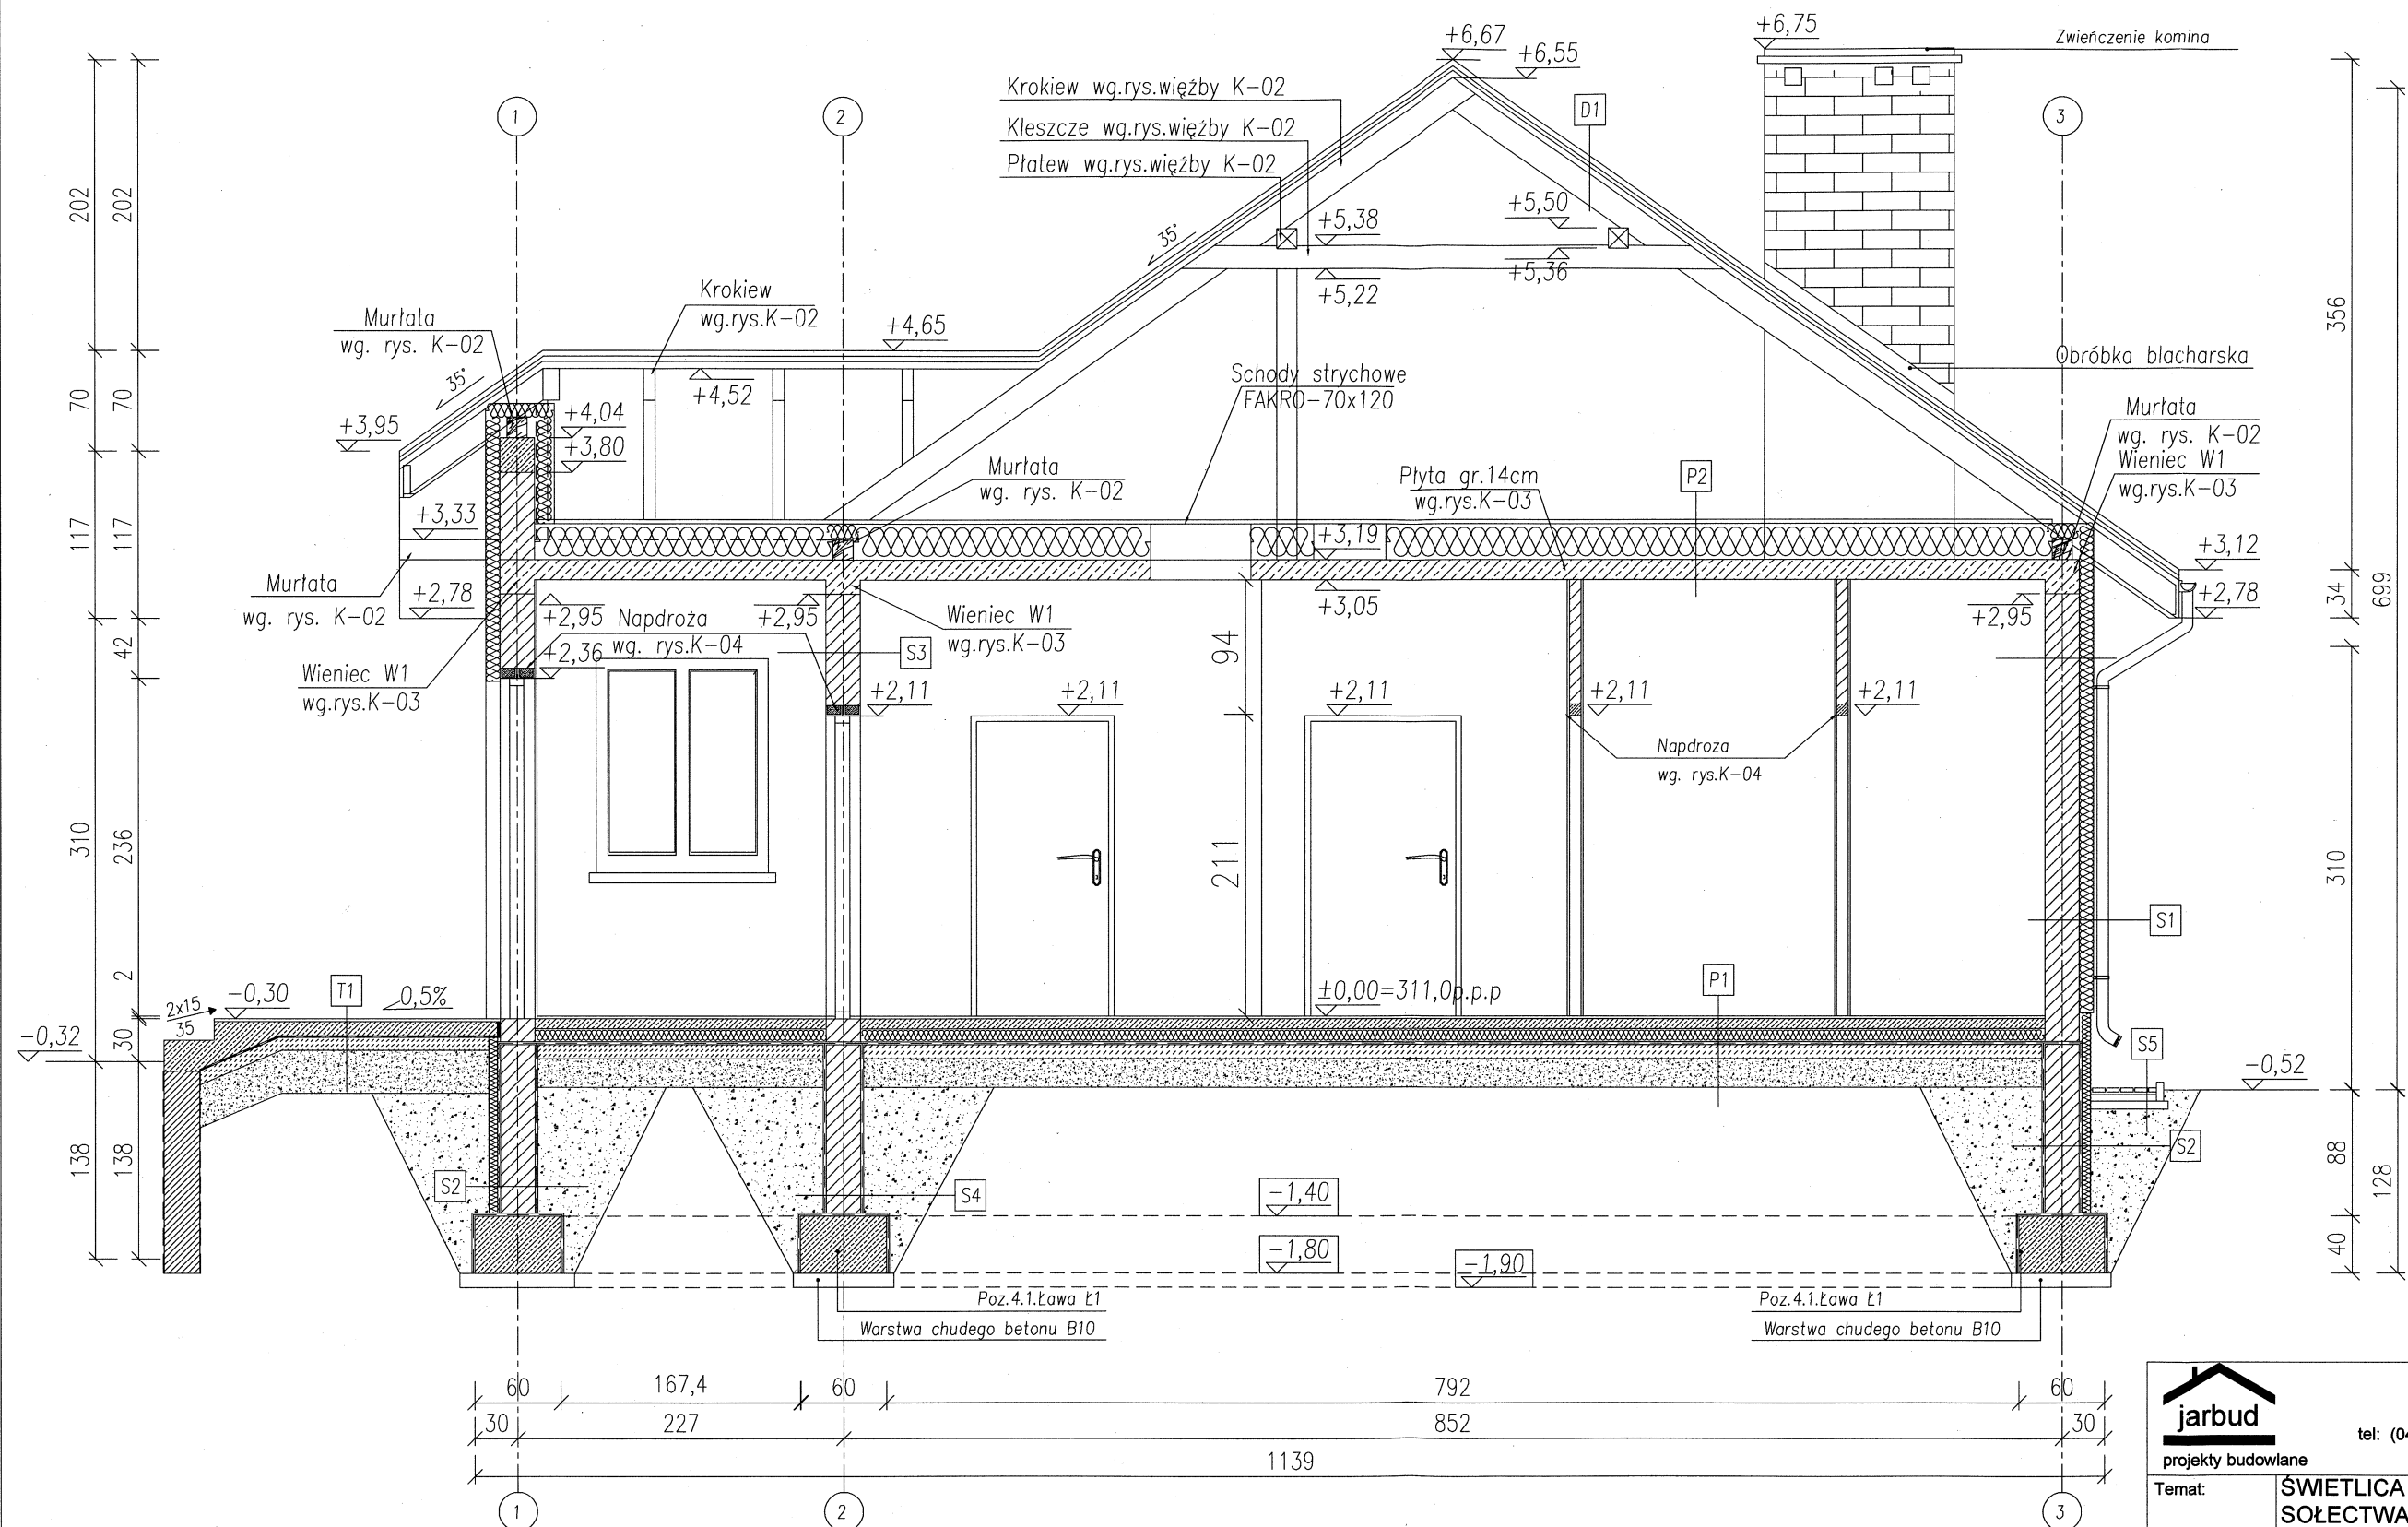 +6,67
+6,55
+6,75
Zwieńczenie komina
1
2
3
Krokiew wg.rys.więźby K-02
Kleszcze wg.rys.więźby K-02
Płatew wg.rys.więźby K-02
D1
35°
+5,38
+5,50
+5,22
+5,36
202
202
356
Krokiew
wg.rys.K-02
Murłata
wg. rys. K-02
+4,65
+4,52
35°
Schody strychowe
FAKRO-70x120
Obróbka blacharska
70
70
+3,95
+4,04
+3,80
Murłata
wg. rys. K-02
Płyta gr.14cm
wg.rys.K-03
P2
Murłata
wg. rys. K-02
Wieniec W1
wg.rys.K-03
117
117
+3,33
+3,19
+3,12
Murłata
wg. rys. K-02
+2,78
+2,95
Napdroża
wg. rys.K-04
+2,95
Wieniec W1
wg.rys.K-03
+3,05
+2,95
+2,78
34
699
42
Wieniec W1
wg.rys.K-03
+2,36
S3
94
+2,11
+2,11
+2,11
+2,11
+2,11
Napdroża
wg. rys.K-04
310
236
211
310
S1
2
2x15
35
-0,30
T1
0,5%
±0,00=311,0p.p.p
P1
-0,32
30
S5
-0,52
138
138
S2
S4
-1,40
-1,80
-1,90
S2
88
40
128
Poz.4.1.Ława Ł1
Warstwa chudego betonu B10
Poz.4.1.Ława Ł1
Warstwa chudego betonu B10
60
167,4
60
792
60
30
227
852
30
1139
1
2
3
jarbud
projekty budowlane
tel: (04
Temat:
ŚWIETLICA
SOŁECTWA